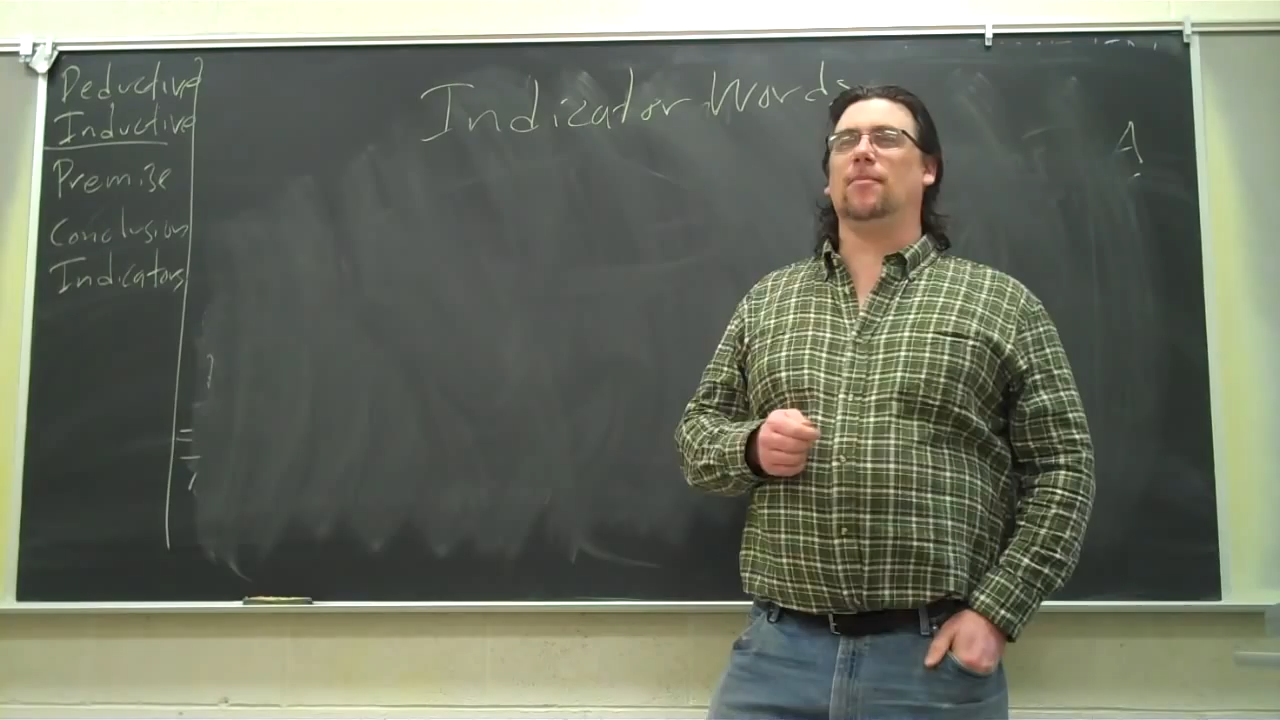 Deductive
Inductive
Premise
Conclusion
Indicators
Indicator Words
A